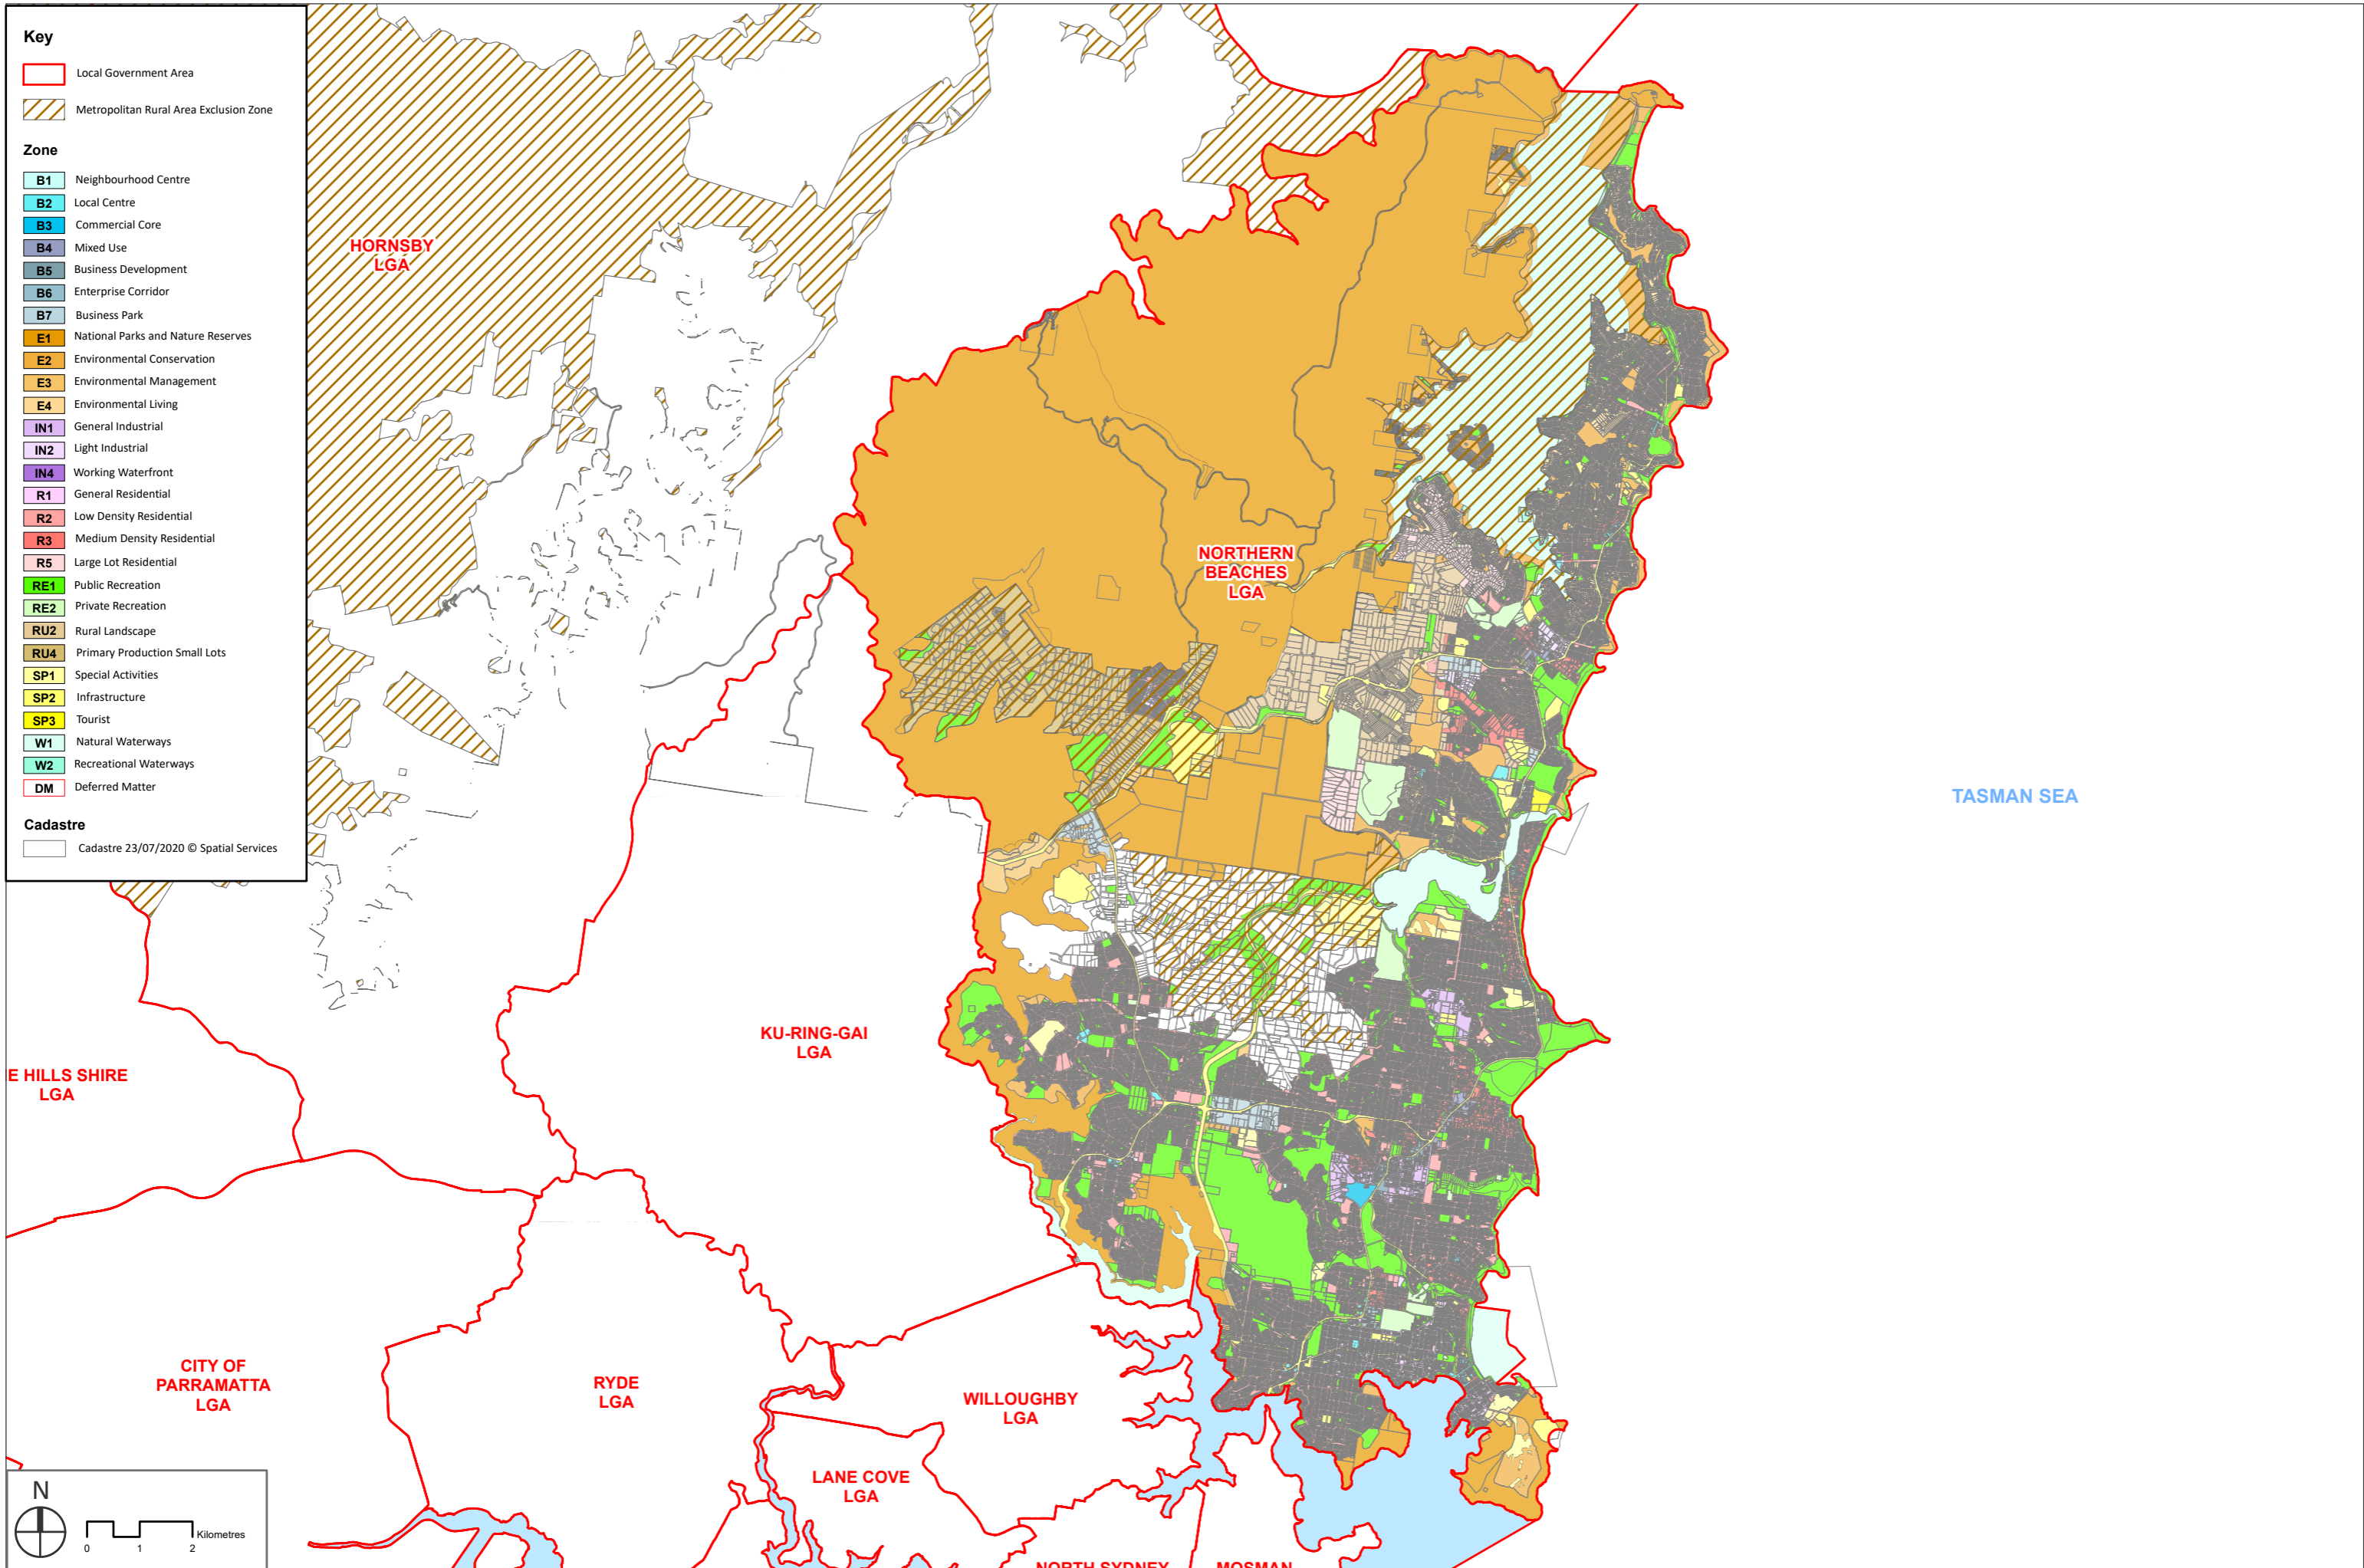 Key
Local Government Area
Metropolitan Rural Area Exclusion Zone
Zone
B1 Neighbourhood Centre
B2 Local Centre
B3 Commercial Core
B4 Mixed Use
B5 Business Development
B6 Enterprise Corridor
B7 Business Park
E1 National Parks and Nature Reserves
E2 Environmental Conservation
E3 Environmental Management
E4 Environmental Living
IN1 General Industrial
IN2 Light Industrial
IN4 Working Waterfront
R1 General Residential
R2 Low Density Residential
R3 Medium Density Residential
R5 Large Lot Residential
RE1 Public Recreation
RE2 Private Recreation
RU2 Rural Landscape
RU4 Primary Production Small Lots
SP1 Special Activities
SP2 Infrastructure
SP3 Tourist
W1 Natural Waterways
W2 Recreational Waterways
DM Deferred Matter
Cadastre
Cadastre 23/07/2020 © Spatial Services
HORNSBY
LGA
NORTHERN
BEACHES
LGA
TASMAN SEA
KU-RING-GAI
LGA
E HILLS SHIRE
LGA
CITY OF
PARRAMATTA
LGA
RYDE
LGA
WILLOUGHBY
LGA
LANE COVE
LGA
NORTH SYDNEY
MOSMAN
N
Kilometres
0 1 2